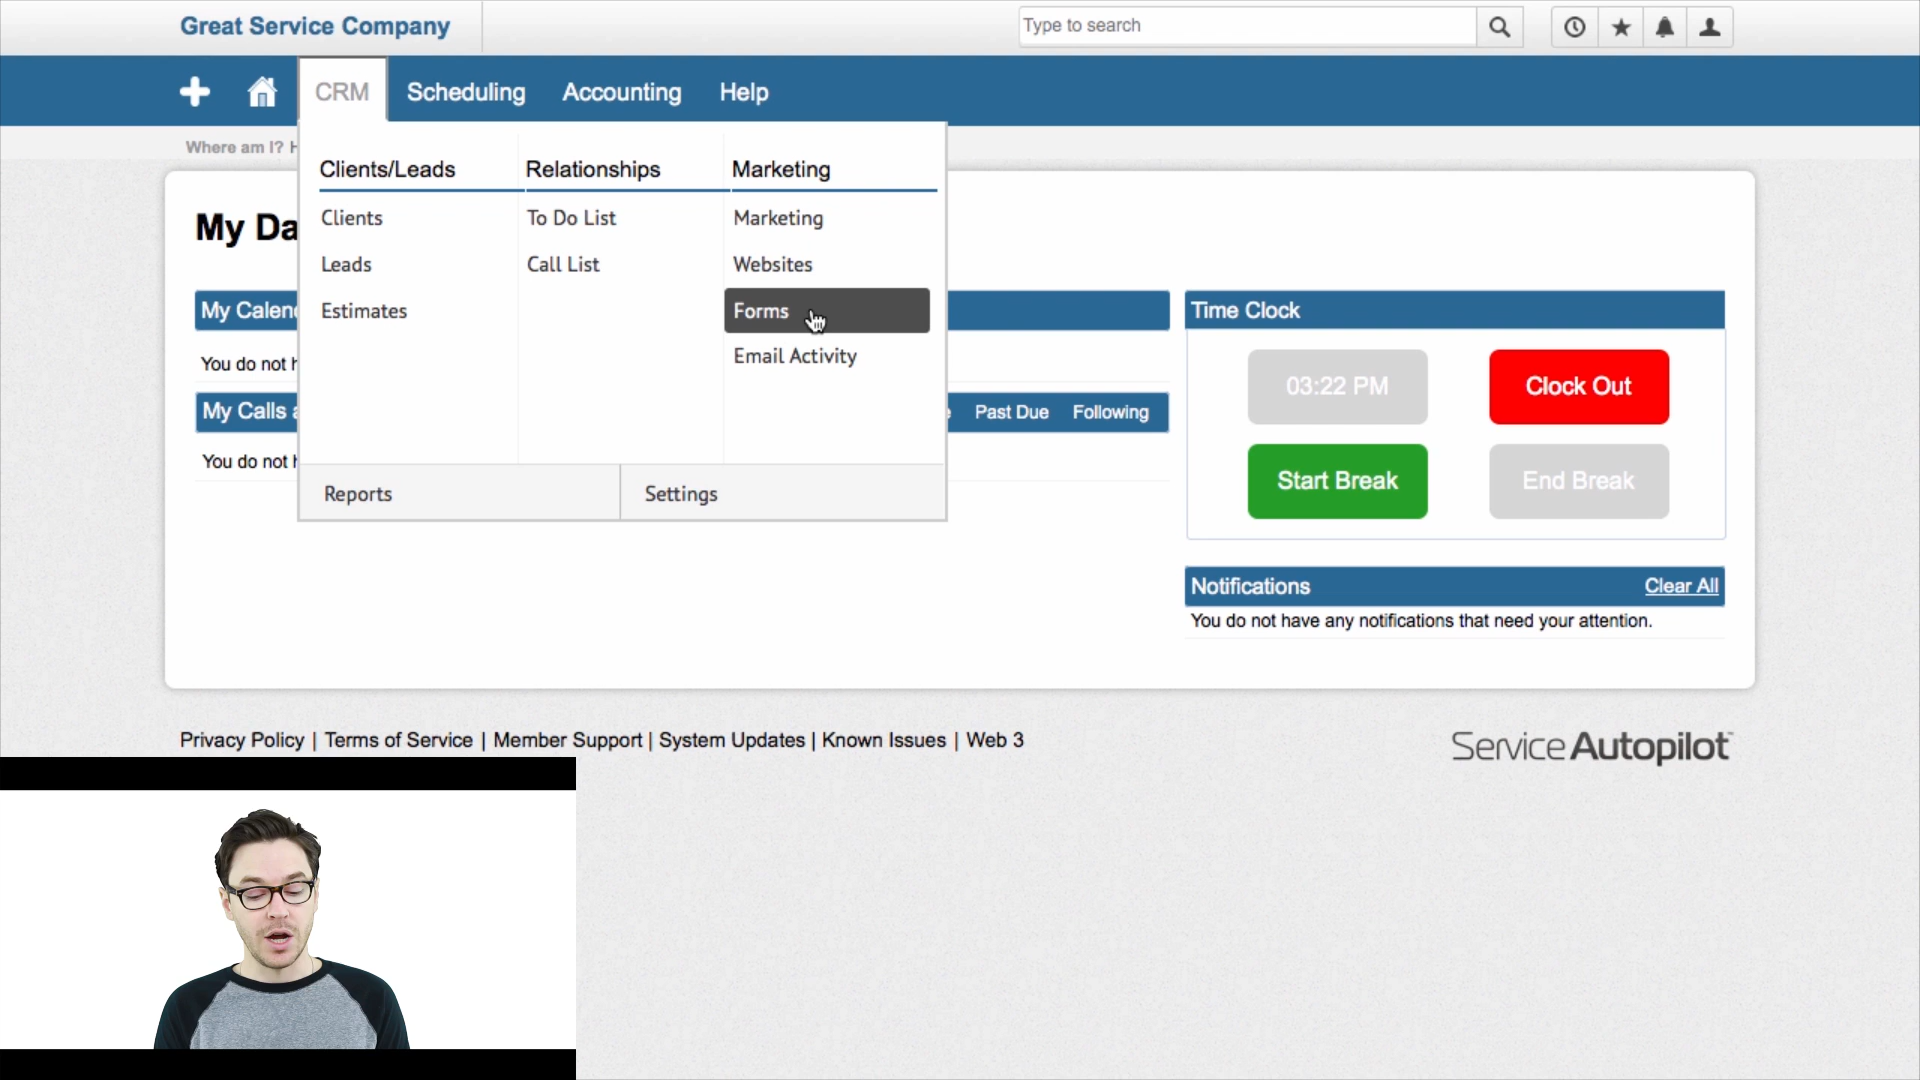 Great Service Company
Type to search
CRM
Scheduling
Accounting
Help
Where am I? H
Clients/Leads
Relationships
Marketing
Clients
To Do List
Marketing
Leads
Call List
Websites
Estimates
Forms
Email Activity
Reports
Settings
My Da
My Calen
You do not h
My Calls a
Past Due
Following
You do not h
Time Clock
03:22 PM
Clock Out
Start Break
End Break
Notifications
Clear All
You do not have any notifications that need your attention.
Privacy Policy | Terms of Service | Member Support | System Updates | Known Issues | Web 3
Service Autopilot